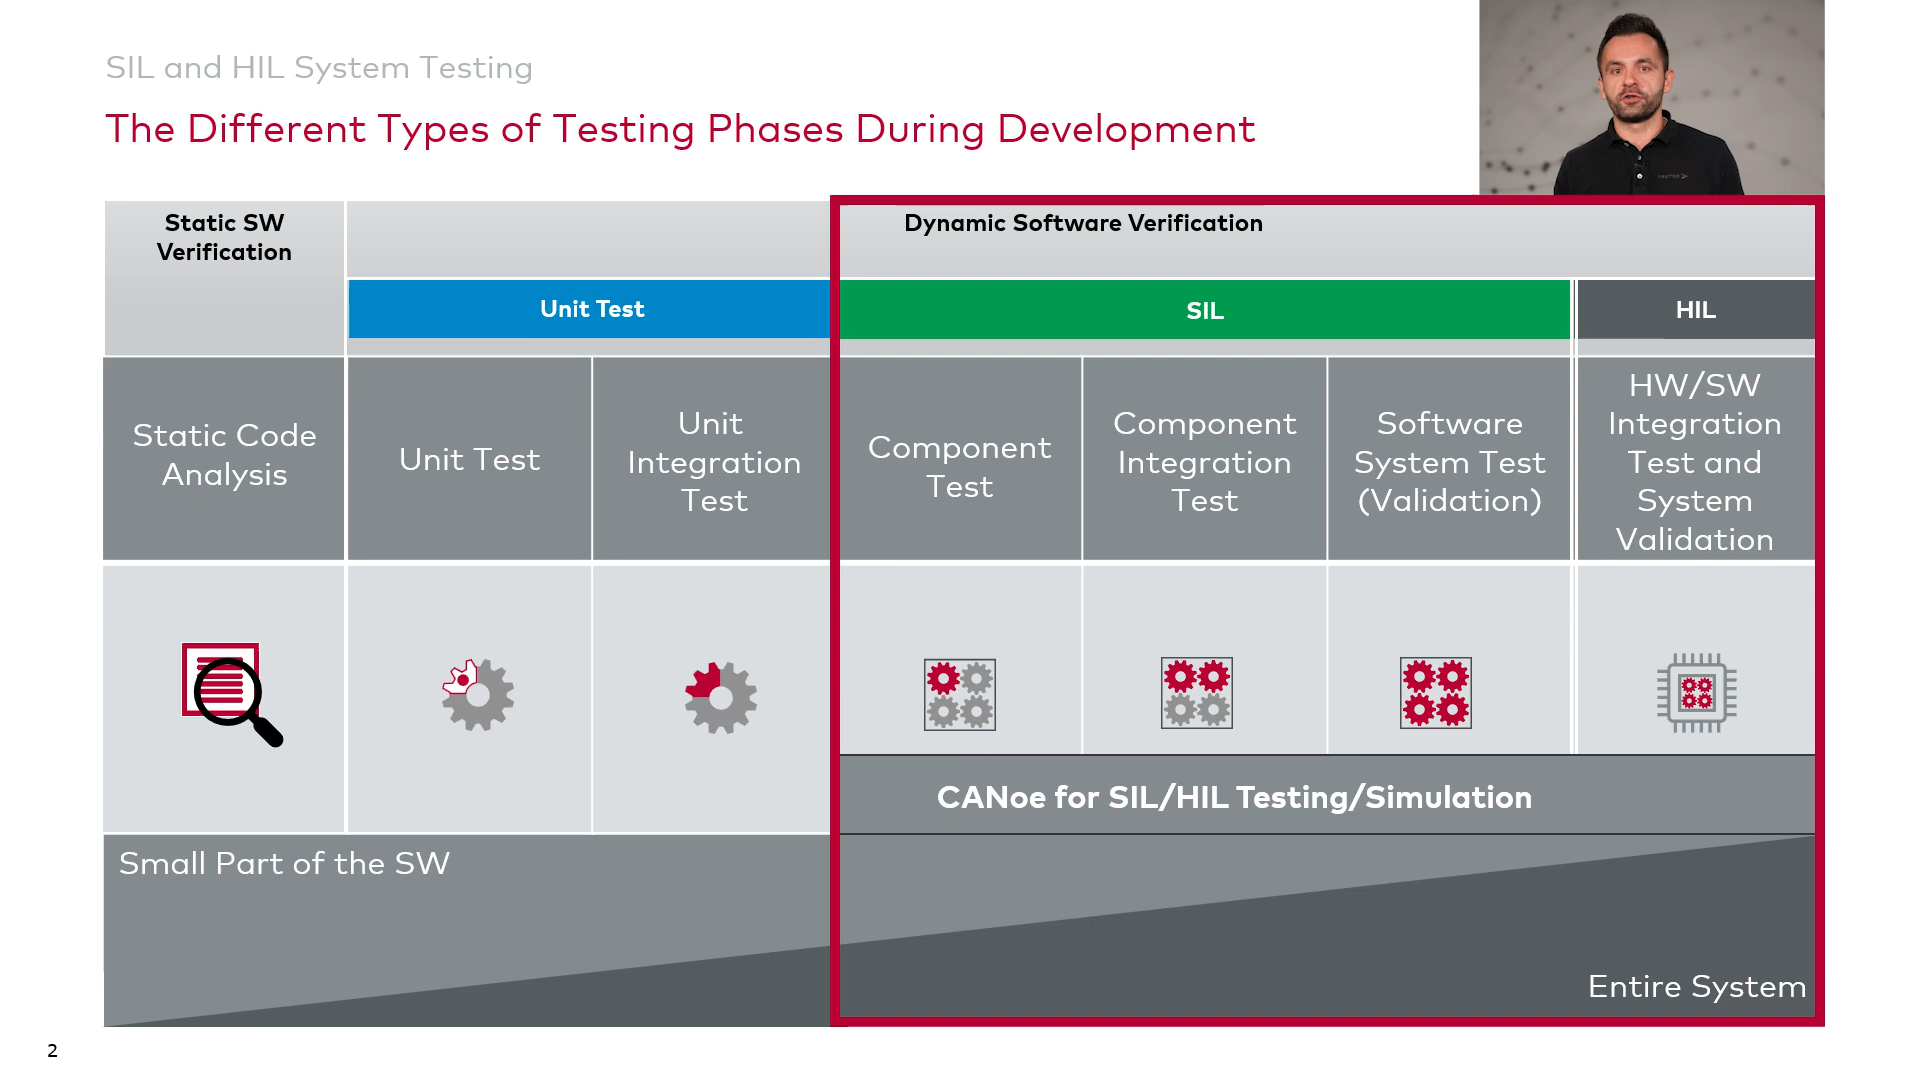 SIL and HIL System Testing
The Different Types of Testing Phases During Development
VECTOR
Static SW
Verification
Dynamic Software Verification
Unit Test
SIL
HIL
Static Code
Analysis
Unit Test
Unit
Integration
Test
Component
Test
Component
Integration
Test
Software
System Test
(Validation)
HW/SW
Integration
Test and
System
Validation
CANoe for SIL/HIL Testing/Simulation
Small Part of the SW
Entire System
2